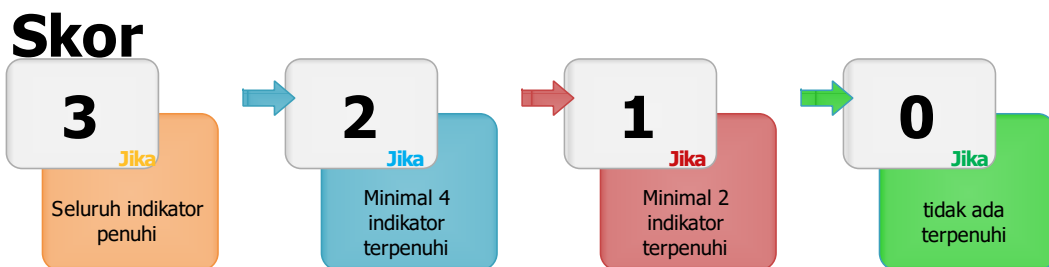 Skor
3
Jika
Seluruh indikator
penuhi
2
Jika
Minimal 4
indikator
terpenuhi
1
Jika
Minimal 2
indikator
terpenuhi
0
Jika
tidak ada
terpenuhi